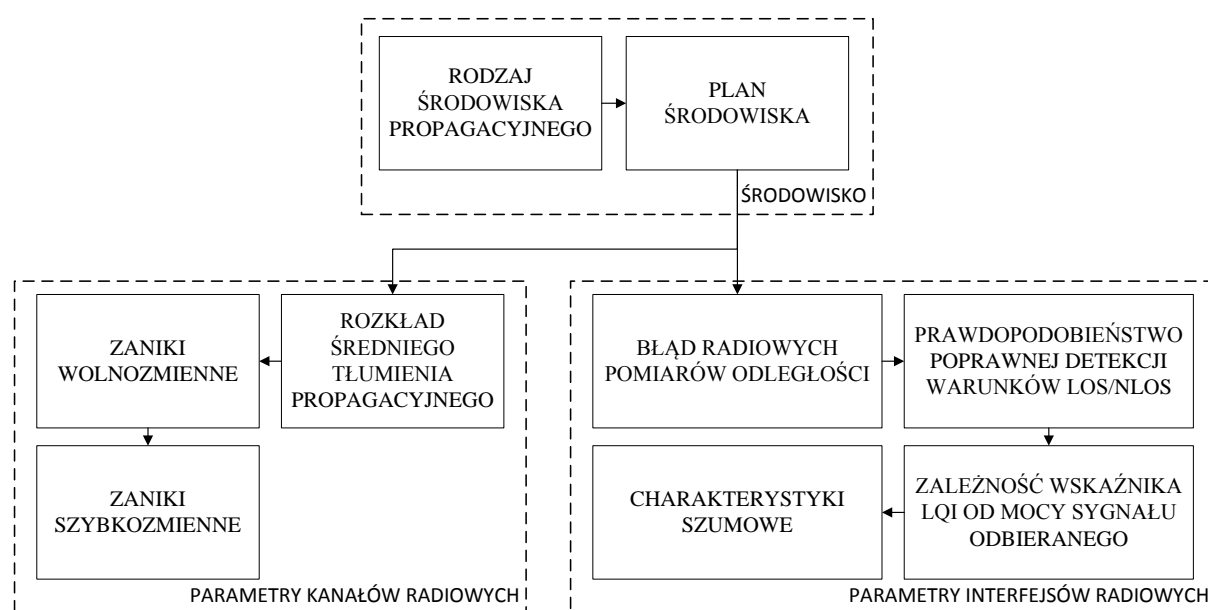 RODZAJ
ŚRODOWISKA
PROPAGACYJNEGO
PLAN
ŚRODOWISKA
ŚRODOWISKO
ZANIKI
WOLNOZMIENNE
ROZKŁAD
ŚREDNIEGO
TŁUMIENIA
PROPAGACYJNEGO
ZANIKI
SZYBKOZMIENNE
PARAMETRY KANAŁÓW RADIOWYCH
BŁĄD RADIOWYCH
POMIARÓW ODLEGŁOŚCI
PRAWDOPODOBIEŃSTWO
POPRAWNEJ DETEKCJI
WARUNKÓW LOS/NLOS
CHARAKTERYSTYKI
SZUMOWE
ZALEŻNOŚĆ WSKAŹNIKA
LQI OD MOCY SYGNAŁU
ODBIERANEGO
PARAMETRY INTERFEJSÓW RADIOWYCH